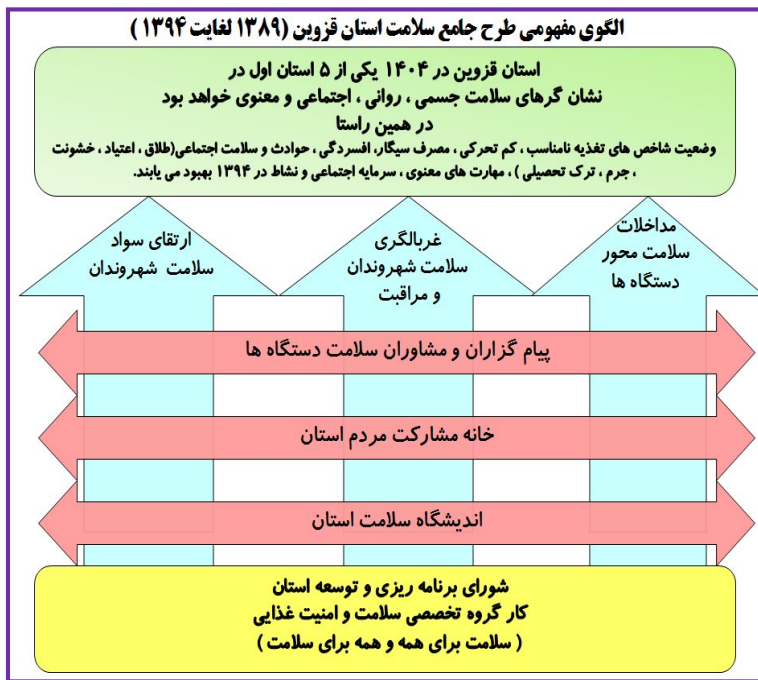 الگوی مفهومی طرح جامع سلامت استان قزوین (۱۳۸۹ لغایت ۱۳۹۴ )
استان قزوین در ۱۴۰۴ یکی از ۵ استان اول در
نشان گرهای سلامت جسمی ، روانی ، اجتماعی و معنوی خواهد بود
در همین راستا
وضعیت شاخص های تغذیه نامناسب ، کم تحرکی ، مصرف سیگار، افسردگی ، حوادث و سلامت اجتماعی(طلاق ، اعتیاد ، خشونت
، جرم ، ترک تحصیلی ) ، مهارت های معنوی ، سرمایه اجتماعی و نشاط در ۱۳۹۴ بهبود می یابند.
مداخلات
سلامت محور
دستگاه ها
غربالگری
سلامت شهروندان
و مراقبت
ارتقای سواد
سلامت شهروندان
پیام گزاران و مشاوران سلامت دستگاه ها
خانه مشارکت مردم استان
اندیشگاه سلامت استان
شورای برنامه ریزی و توسعه استان
کار گروه تخصصی سلامت و امنیت غذایی
( سلامت برای همه و همه برای سلامت )